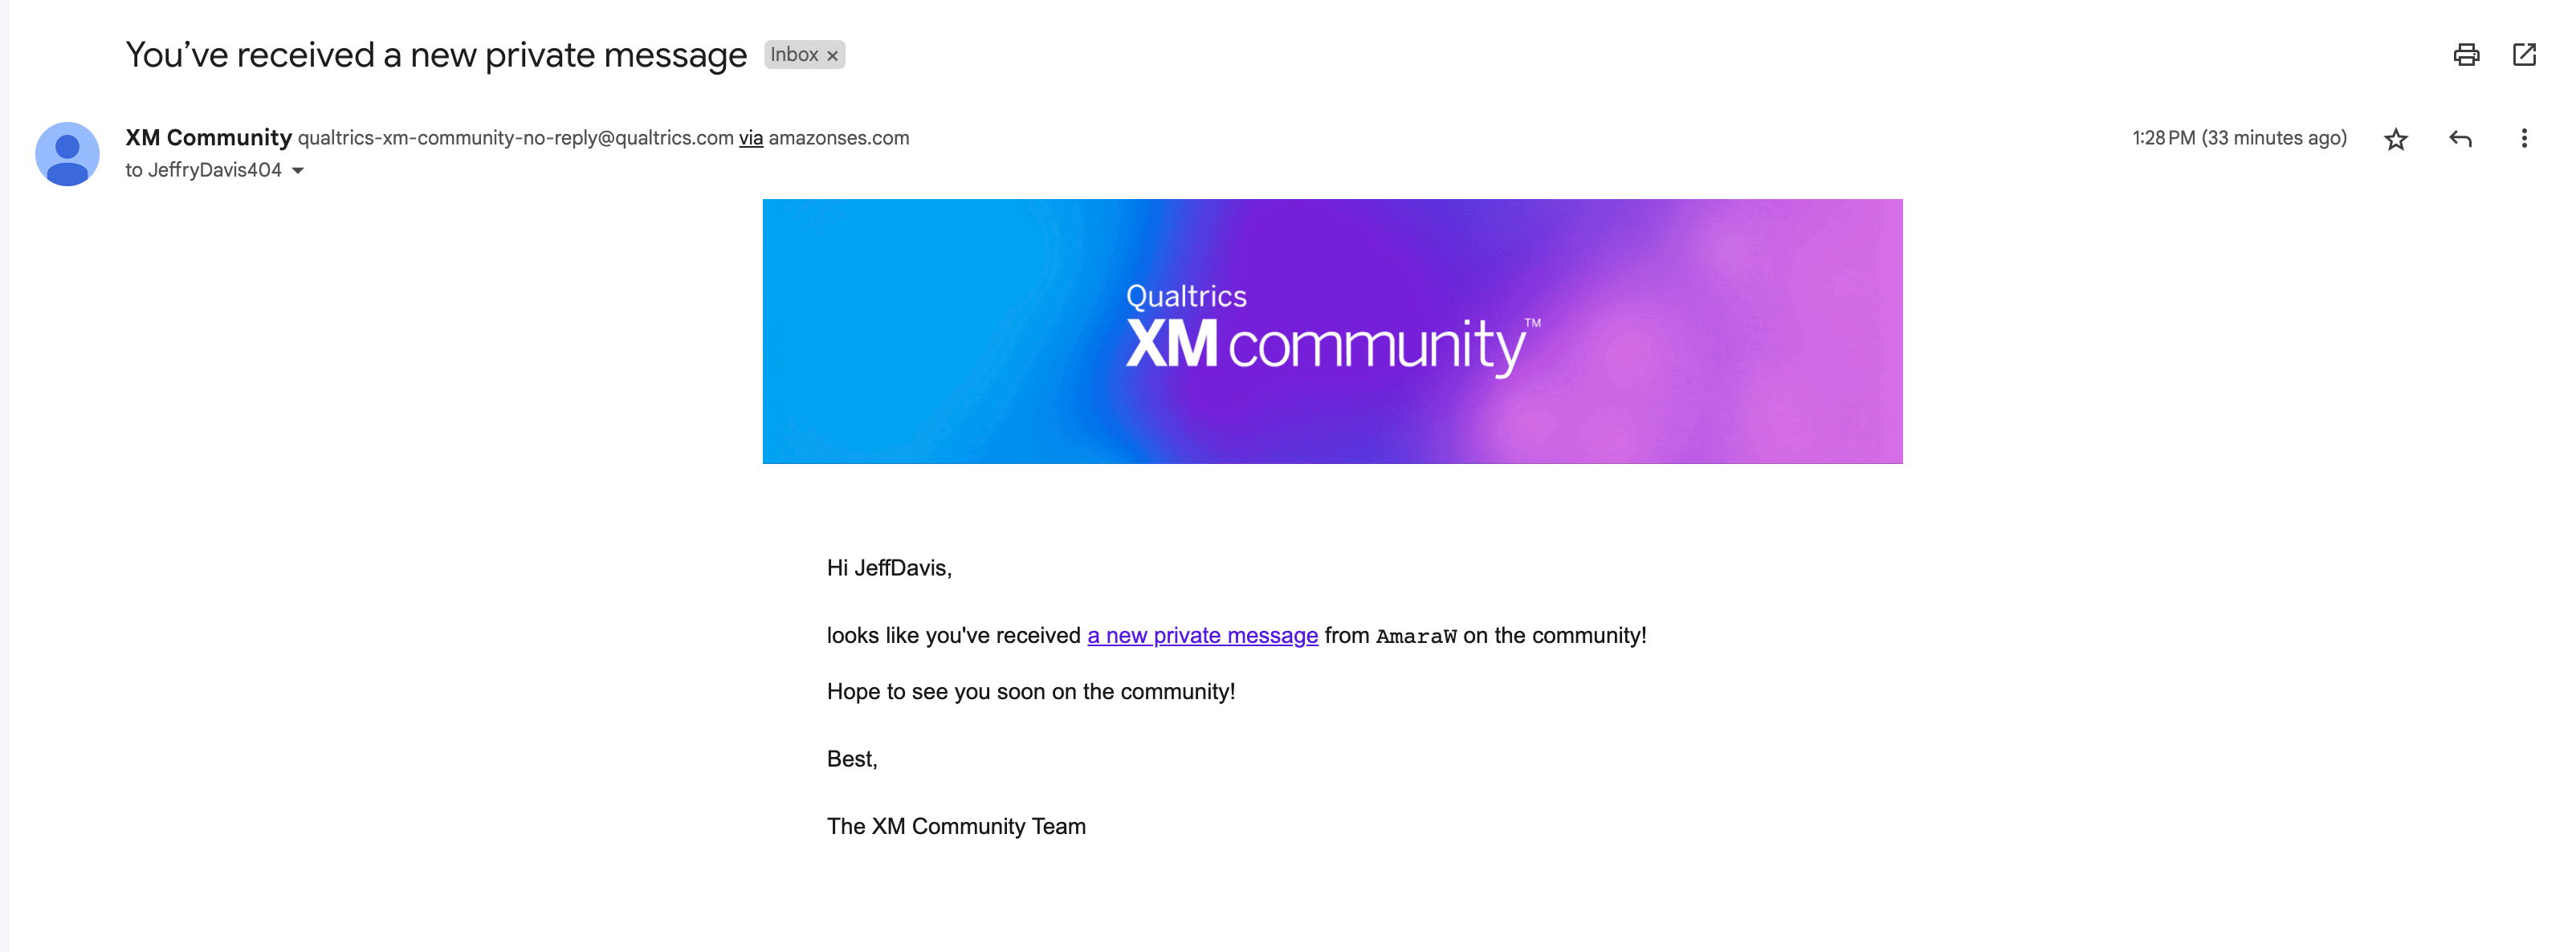 You’ve received a new private message Inbox ×
XM Community qualtrics-xm-community-no-reply@qualtrics.com via amazonses.com 1:28 PM (33 minutes ago)
to JeffryDavis404
Qualtrics
XM community™
Hi JeffDavis,
looks like you've received a new private message from AmaraW on the community!
Hope to see you soon on the community!
Best,
The XM Community Team